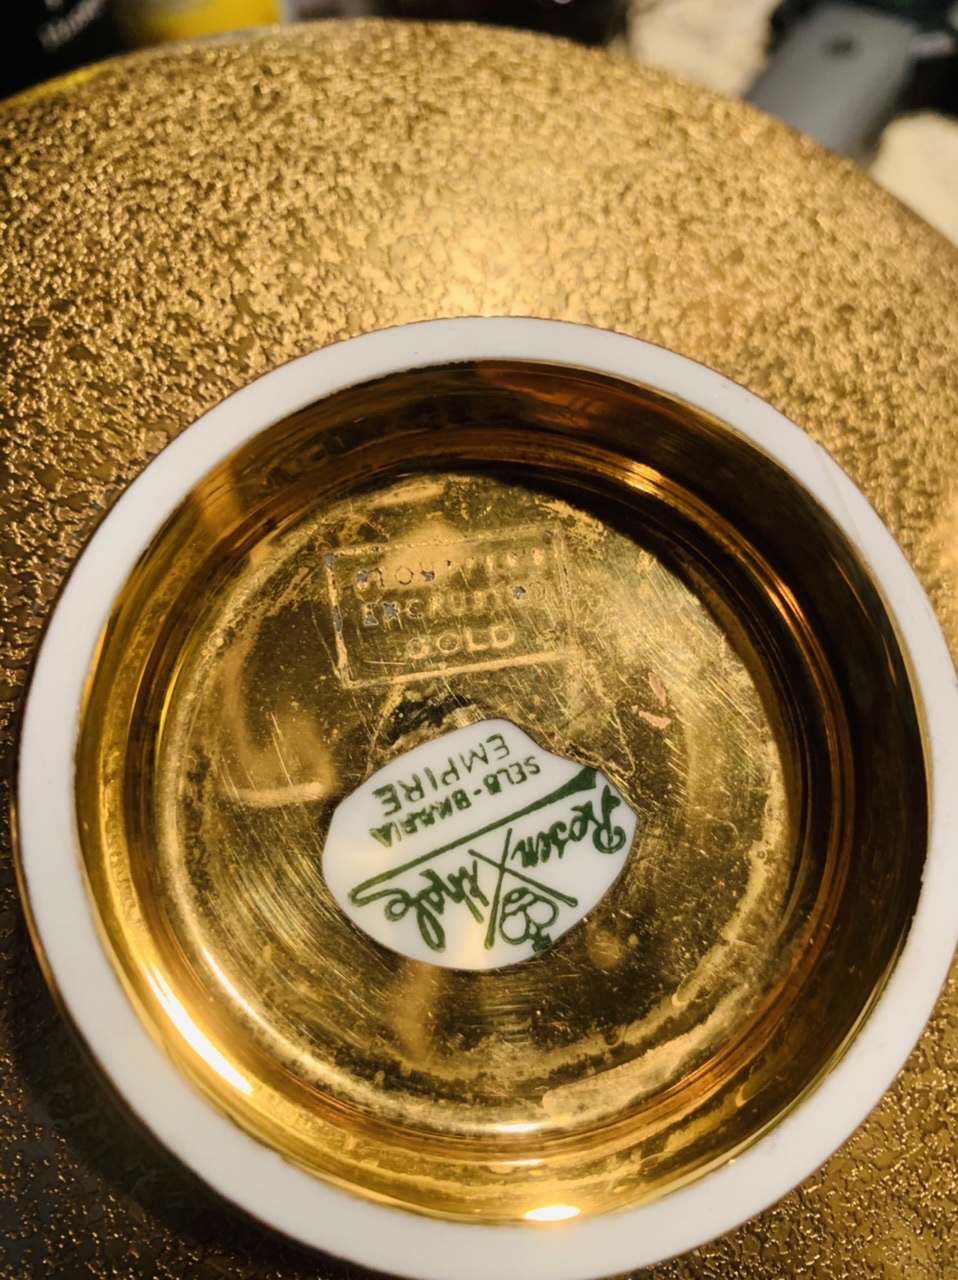 ENCRUSTED
GOLD
Rosenthal
SELB-BAVARIA
EMPIRE